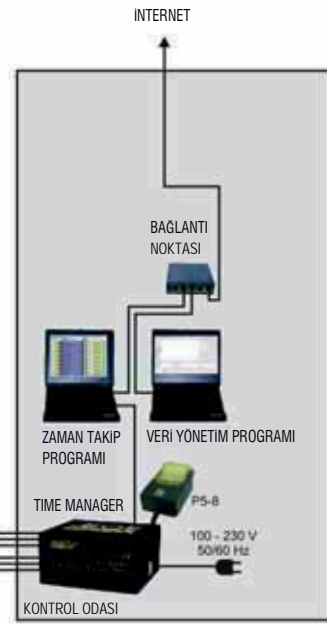 İNTERNET
BAĞLANTI
NOKTASI
ZAMAN TAKİP
PROGRAMI
VERİ YÖNETİM PROGRAMI
TIME MANAGER
P5-8
100 - 230 V
50/60 Hz
KONTROL ODASI